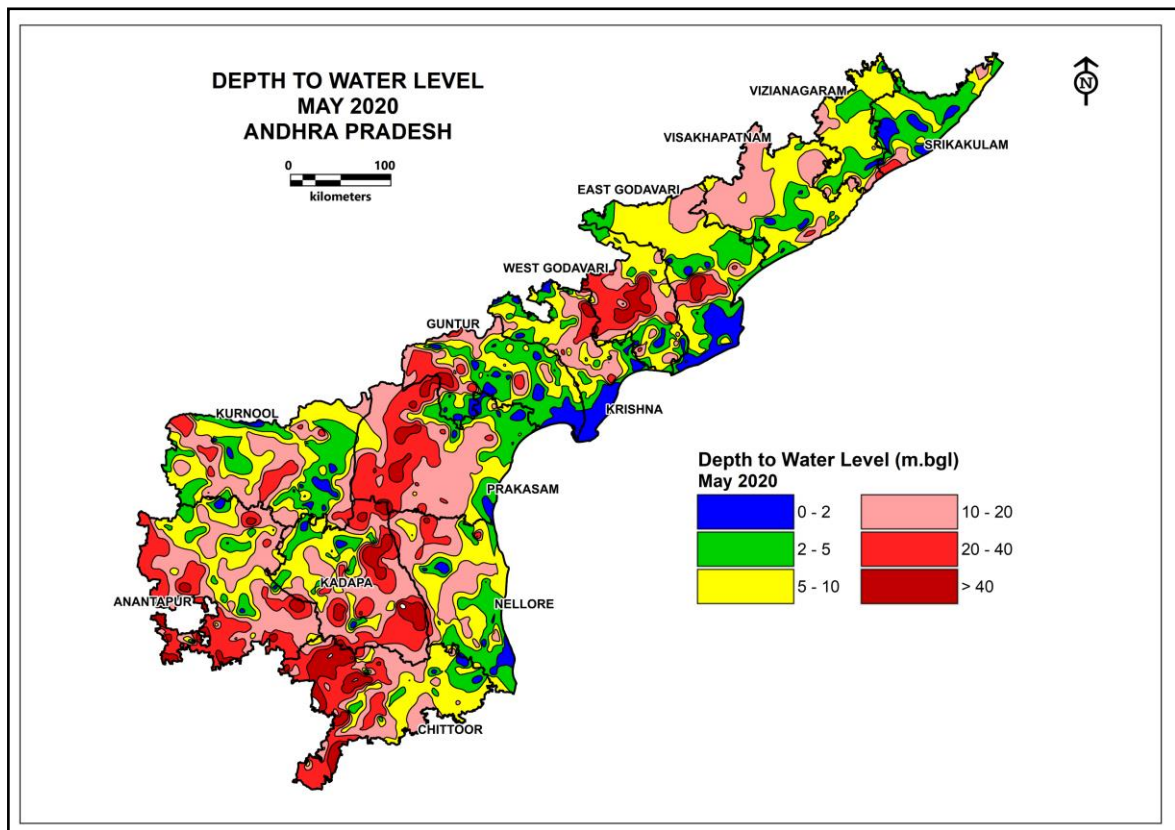 DEPTH TO WATER LEVEL
MAY 2020
ANDHRA PRADESH
0 100
kilometers
N
VIZIANAGARAM
VISAKHAPATNAM
SRIKAKULAM
EAST GODAVARI
WEST GODAVARI
GUNTUR
KRISHNA
KURNOOL
PRAKASAM
KADAPA
ANANTAPUR
NELLORE
CHITTOOR
Depth to Water Level (m.bgl)
May 2020
0 - 2 10 - 20
2 - 5 20 - 40
5 - 10 > 40